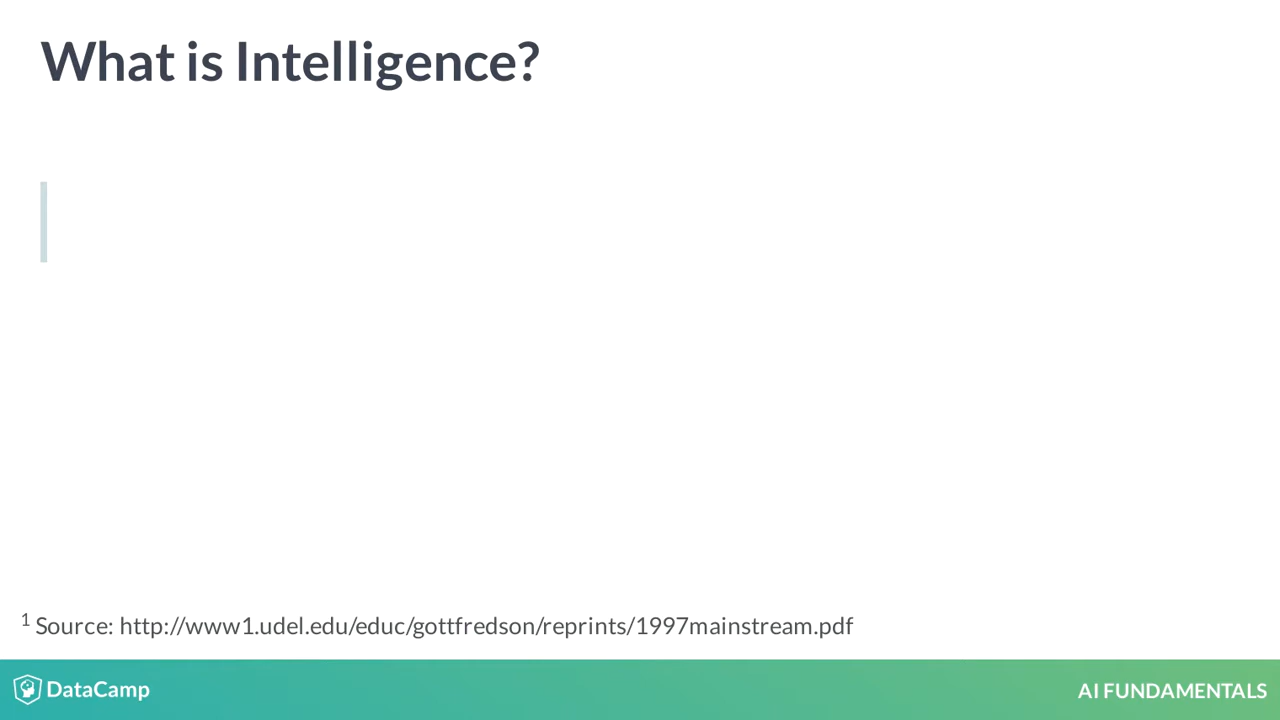 What is Intelligence?
1 Source: http://www1.udel.edu/educ/gottfredson/reprints/1997mainstream.pdf
DataCamp
AI FUNDAMENTALS